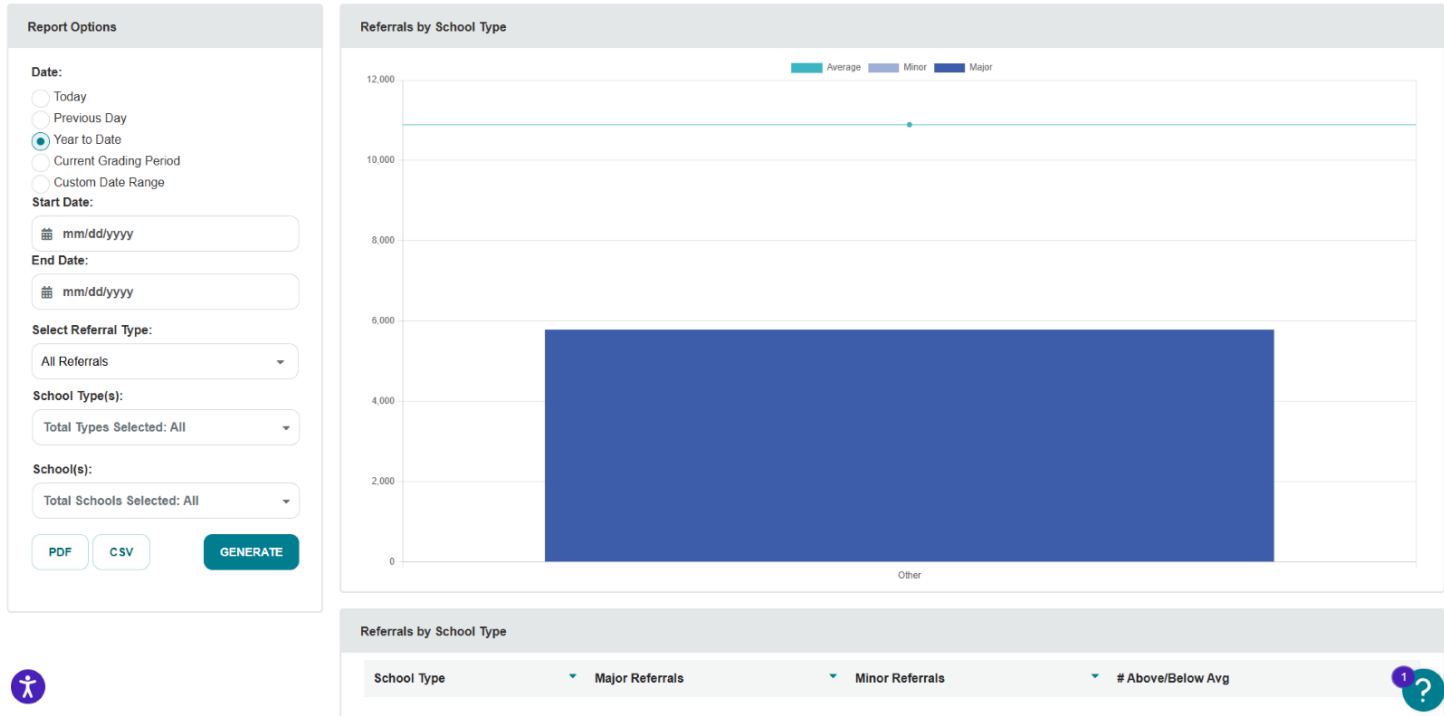 Report Options
Date:
Today
Previous Day
Year to Date
Current Grading Period
Custom Date Range
Start Date:
mm/dd/yyyy
End Date:
mm/dd/yyyy
Select Referral Type:
All Referrals
School Type(s):
Total Types Selected: All
School(s):
Total Schools Selected: All
PDF CSV GENERATE
Referrals by School Type
Average Minor Major
12,000
10,000
8,000
6,000
4,000
2,000
0
Other
Referrals by School Type
School Type Major Referrals Minor Referrals # Above/Below Avg
1
?